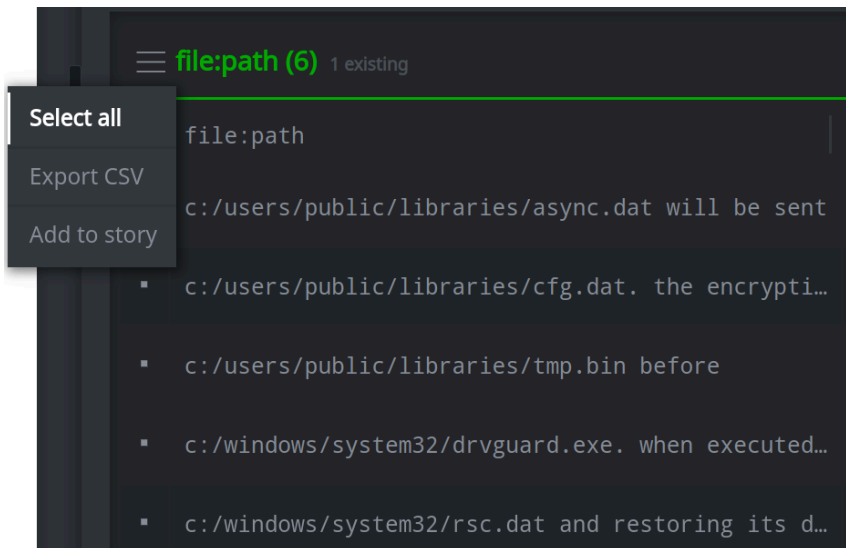 file:path (6) 1 existing
Select all
file:path
Export CSV
c:/users/public/libraries/async.dat will be sent
Add to story
c:/users/public/libraries/cfg.dat. the encrypti…
c:/users/public/libraries/tmp.bin before
c:/windows/system32/drvguard.exe. when executed…
c:/windows/system32/rsc.dat and restoring its d…